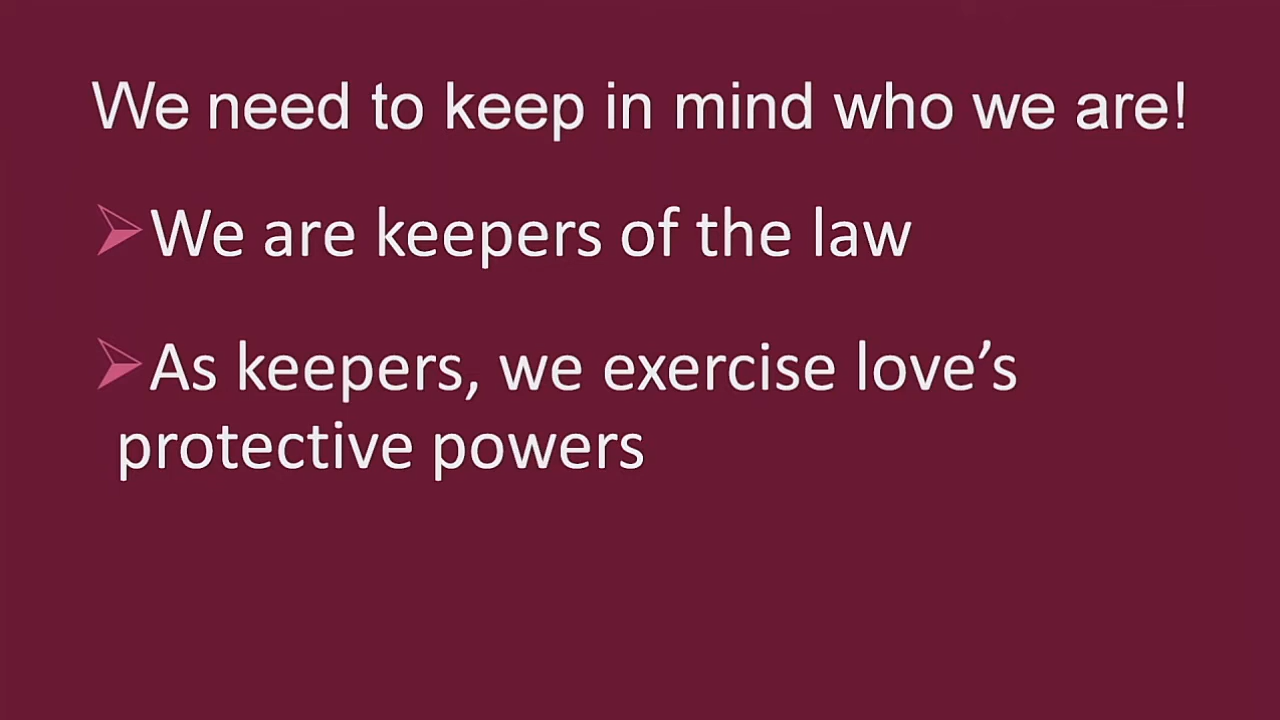 We need to keep in mind who we are!
We are keepers of the law
As keepers, we exercise love’s
protective powers